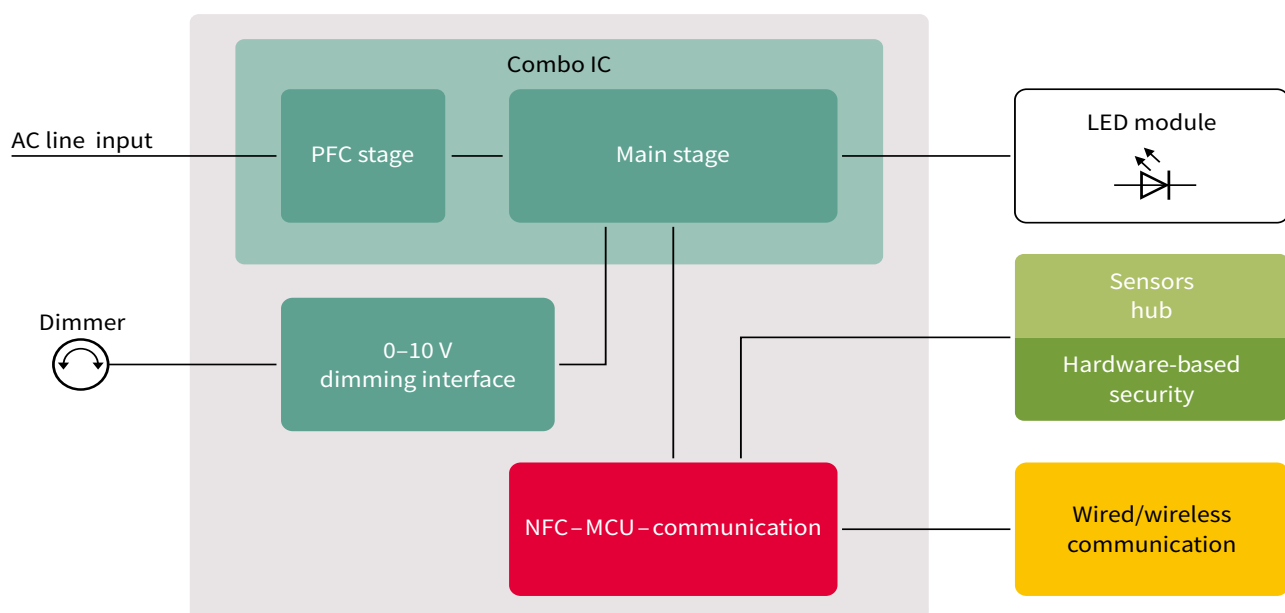 Combo IC
AC line input
PFC stage
Main stage
LED module
Dimmer
0–10 V
dimming interface
Sensors
hub
Hardware-based
security
NFC–MCU–communication
Wired/wireless
communication